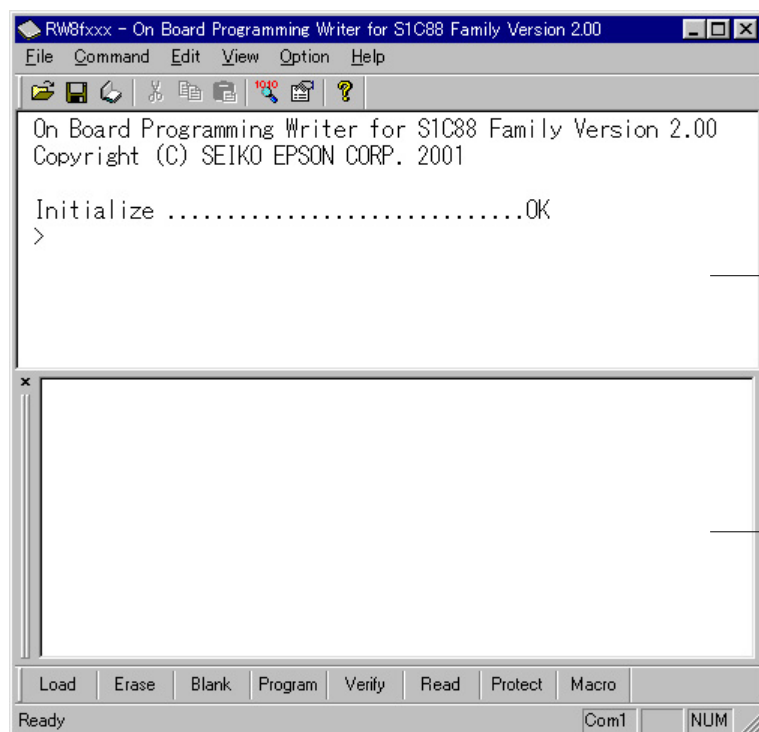 RW8fxxx - On Board Programming Writer for S1C88 Family Version 2.00
File Command Edit View Option Help
1010
On Board Programming Writer for S1C88 Family Version 2.00
Copyright (C) SEIKO EPSON CORP. 2001
Initialize ..............................OK
>
Load Erase Blank Program Verify Read Protect Macro
Ready Com1 NUM